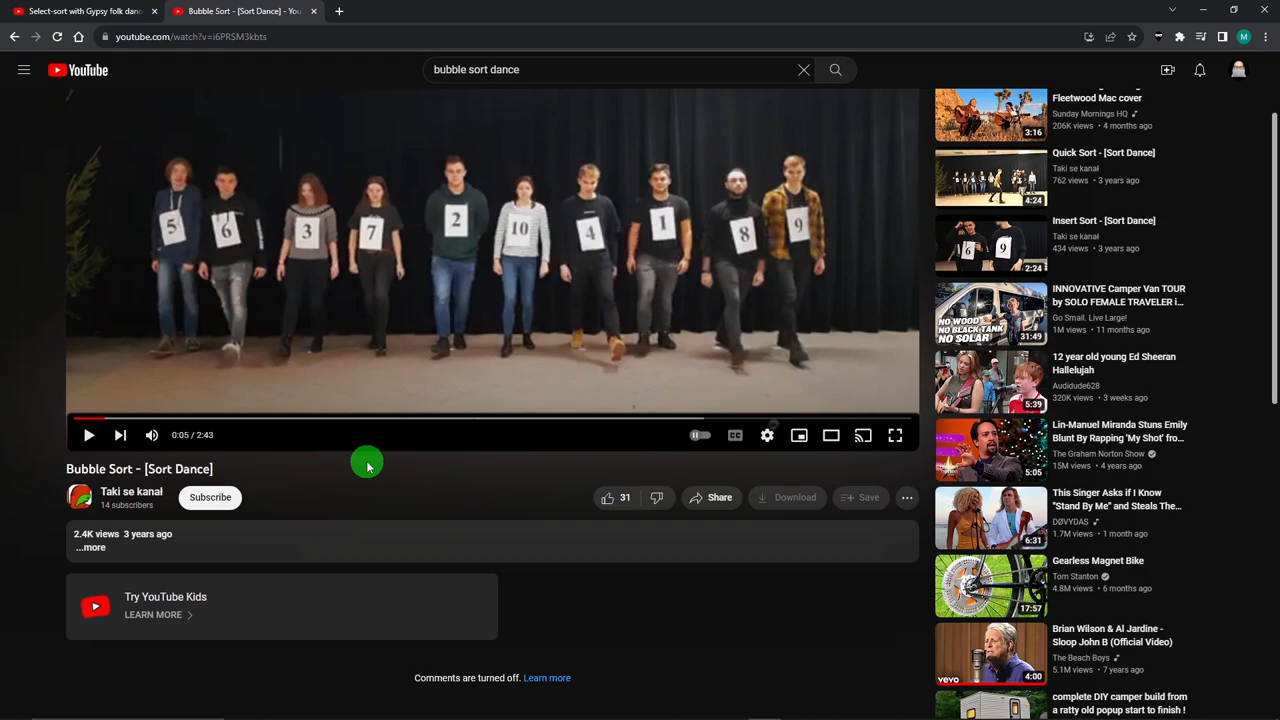 Select-sort with Gypsy folk danc
Bubble Sort - [Sort Dance] - You
youtube.com/watch?v=i6PRSM3kbts
M
YouTube
bubble sort dance
5 6 3 7 2 10 4 1 8 9
0:05 / 2:43
Bubble Sort - [Sort Dance]
Taki se kanał
14 subscribers
Subscribe
31
Share
Download
Save
2.4K views 3 years ago
...more
Try YouTube Kids
LEARN MORE
Comments are turned off. Learn more
Fleetwood Mac cover
Sunday Mornings HQ
206K views • 4 months ago
3:16
Quick Sort - [Sort Dance]
Taki se kanał
762 views • 3 years ago
4:24
Insert Sort - [Sort Dance]
Taki se kanał
434 views • 3 years ago
6 9
2:24
INNOVATIVE Camper Van TOUR
by SOLO FEMALE TRAVELER i...
Go Small. Live Large!
1M views • 11 months ago
NO WOOD
NO BLACK TANK
NO SOLAR
31:49
12 year old young Ed Sheeran
Hallelujah
Audidude628
320K views • 3 weeks ago
5:39
Lin-Manuel Miranda Stuns Emily
Blunt By Rapping 'My Shot' fro...
The Graham Norton Show
15M views • 4 years ago
5:05
This Singer Asks if I Know
"Stand By Me" and Steals The...
DØVYDAS
1.7M views • 1 month ago
6:31
Gearless Magnet Bike
Tom Stanton
4.8M views • 6 months ago
17:57
Brian Wilson & Al Jardine -
Sloop John B (Official Video)
The Beach Boys
5.1M views • 7 years ago
vevo
4:00
complete DIY camper build from
a ratty old popup start to finish !